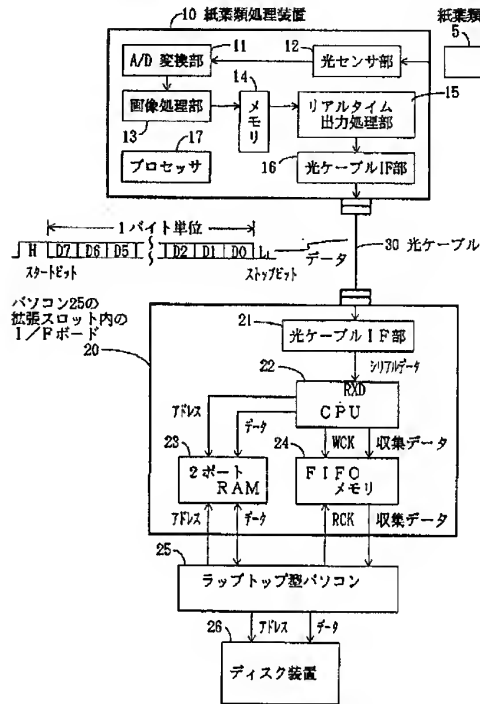 10 紙葉類処理装置
紙葉類
5
11
A/D 変換部
12
光センサ部
14
15
画像処理部
メモリ
リアルタイム
出力処理部
13
17
プロセッサ
16
光ケーブルIF部
1バイト単位
H D7 D6 D5 D2 D1 D0 L
スタートビット
ストップビット
データ
30 光ケーブル
パソコン25の
拡張スロット内の
I/Fボード
20
21
光ケーブルIF部
22
シリアルデータ
RXD
CPU
アドレス
データ
WCK
収集データ
23
24
2ポート
RAM
FIFO
メモリ
アドレス
データ
RCK
収集データ
25
ラップトップ型パソコン
26
アドレス
データ
ディスク装置